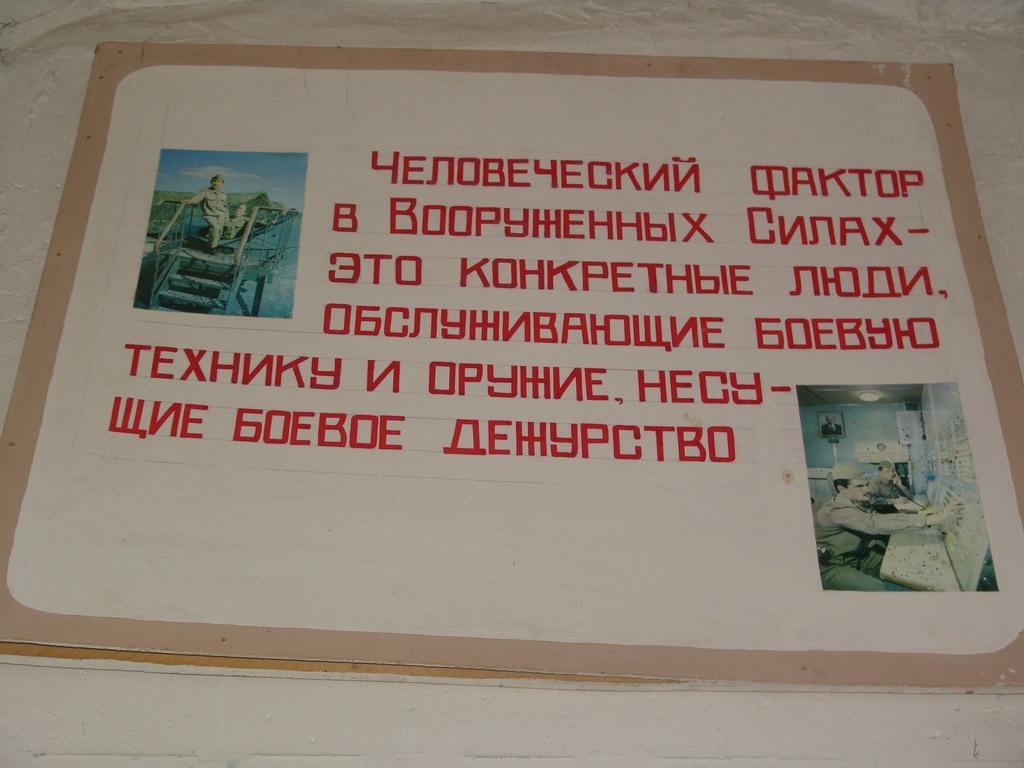 Человеческий фактор
в Вооруженных Силах-
это конкретные люди,
обслуживающие боевую
технику и оружие, несу-
щие боевое дежурство